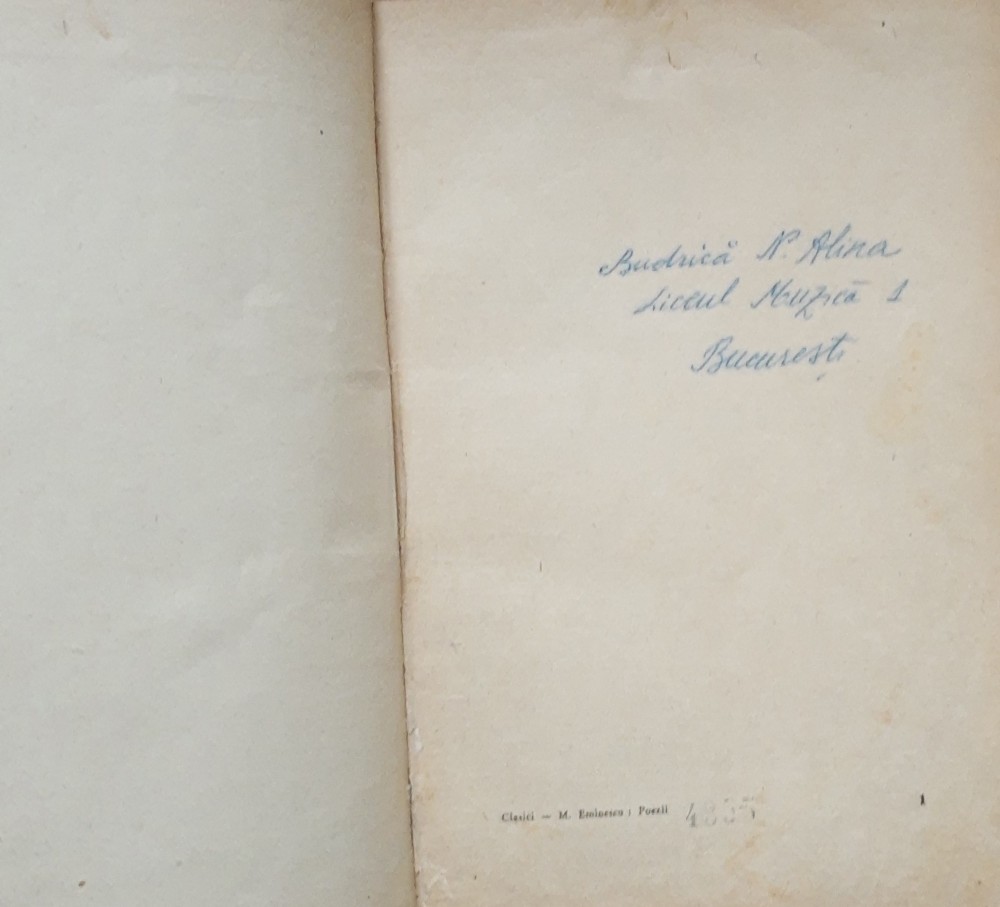 Budrică N. Alina
Liceul Muzică 1
București
Clasici — M. Eminescu : Poezii
1